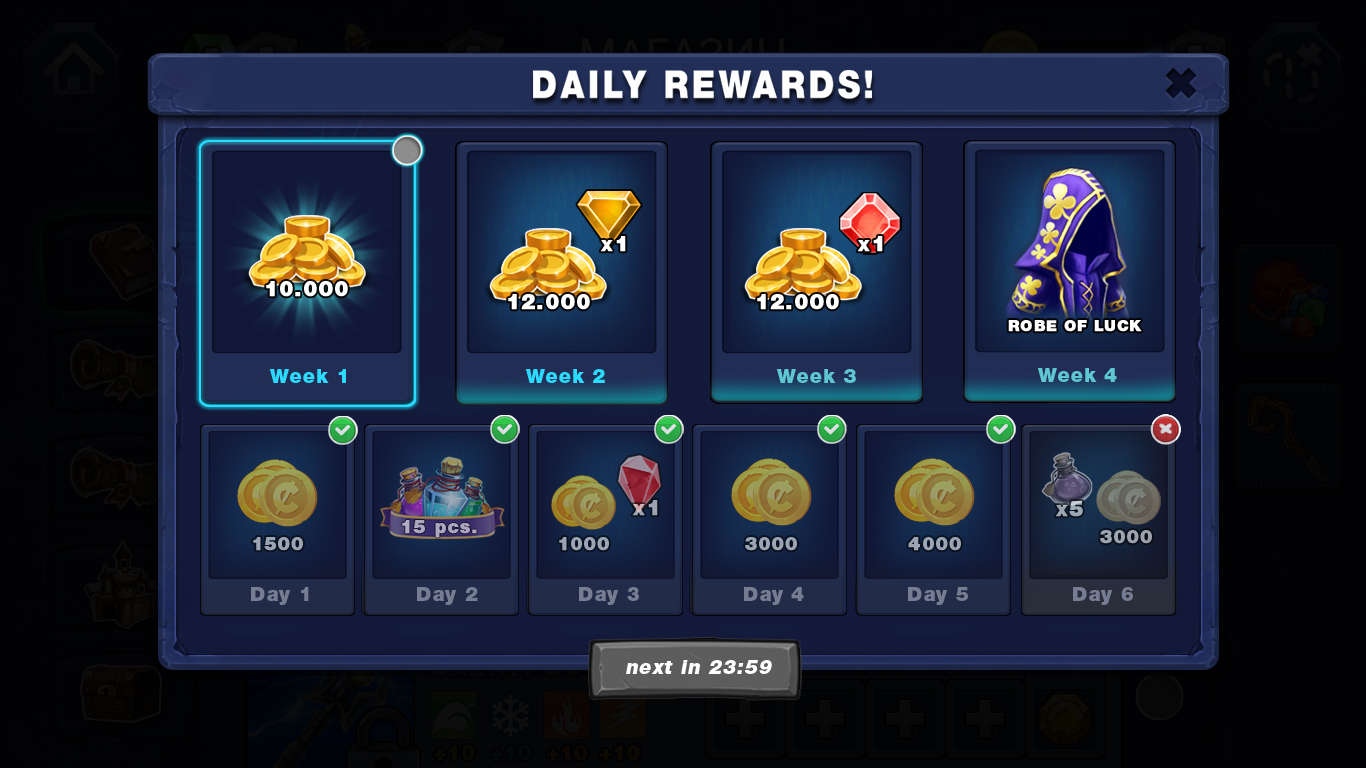 МАГАЗИН
DAILY REWARDS!
x1
x1
10.000
12.000
12.000
ROBE OF LUCK
Week 1
Week 2
Week 3
Week 4
15 pcs.
x1
x5
1500
1000
3000
4000
3000
Day 1
Day 2
Day 3
Day 4
Day 5
Day 6
next in 23:59
+10
+10
+10
+10